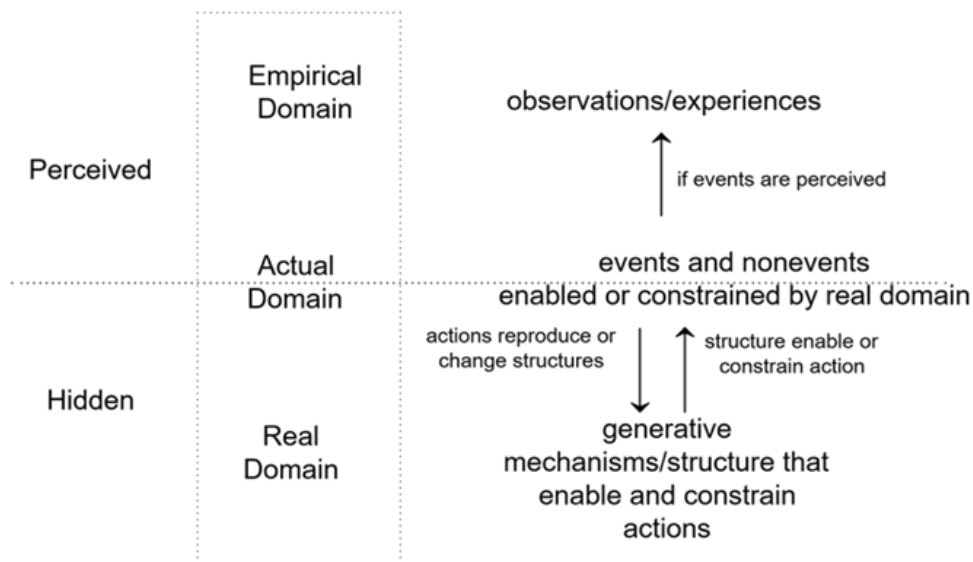 Empirical
Domain
observations/experiences
Perceived
if events are perceived
Actual
Domain
events and nonevents
enabled or constrained by real domain
actions reproduce or
change structures
structure enable or
constrain action
Hidden
Real
Domain
generative
mechanisms/structure that
enable and constrain
actions